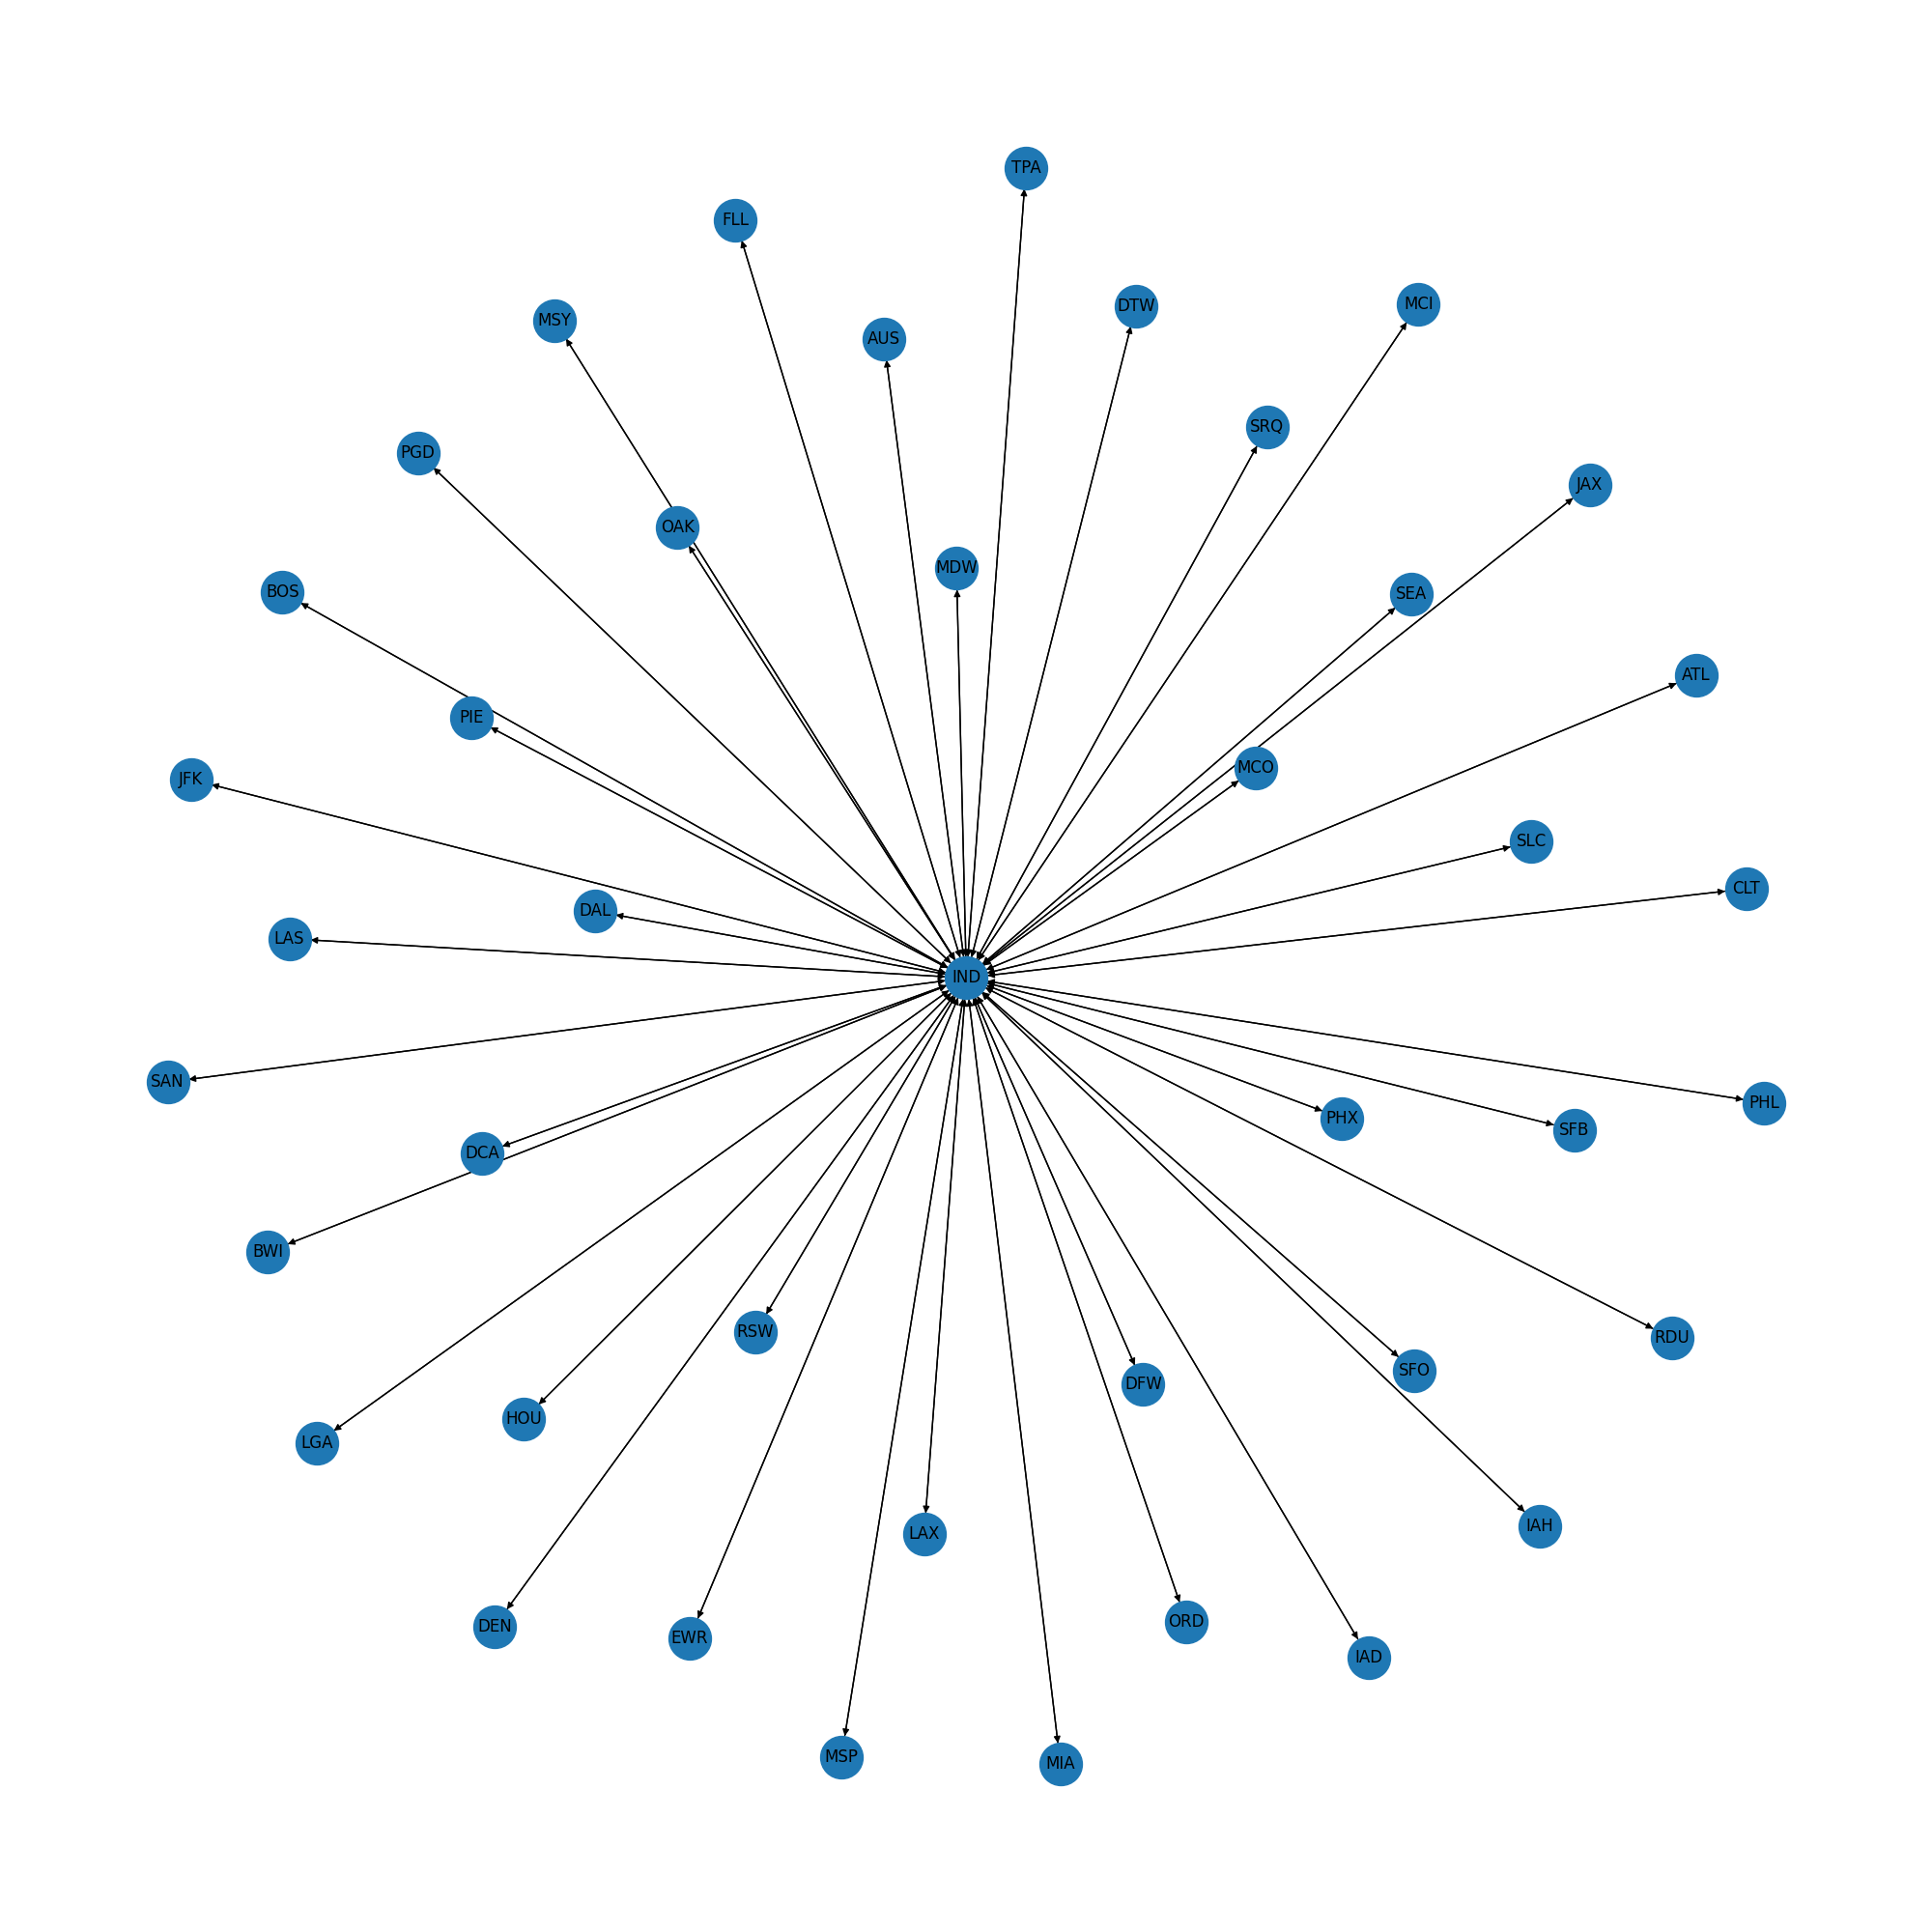 TPA
FLL
MCI
DTW
MSY
AUS
SRQ
PGD
JAX
OAK
MDW
BOS
SEA
ATL
PIE
MCO
JFK
SLC
CLT
DAL
LAS
IND
SAN
PHL
PHX
SFB
DCA
BWI
RSW
RDU
SFO
DFW
HOU
LGA
IAH
LAX
ORD
DEN
EWR
IAD
MSP
MIA